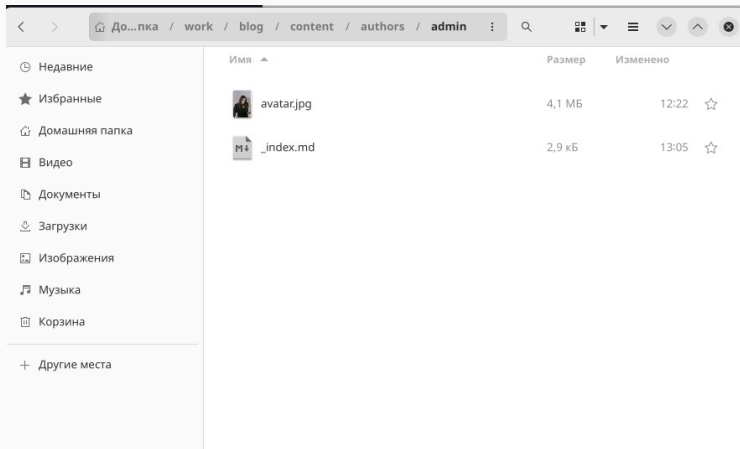 До...пка / work / blog / content / authors / admin
Имя Размер Изменено
Недавние
Избранные
Домашняя папка
Видео
Документы
Загрузки
Изображения
Музыка
Корзина
Другие места
avatar.jpg 4,1 МБ 12:22
M _index.md 2,9 кБ 13:05